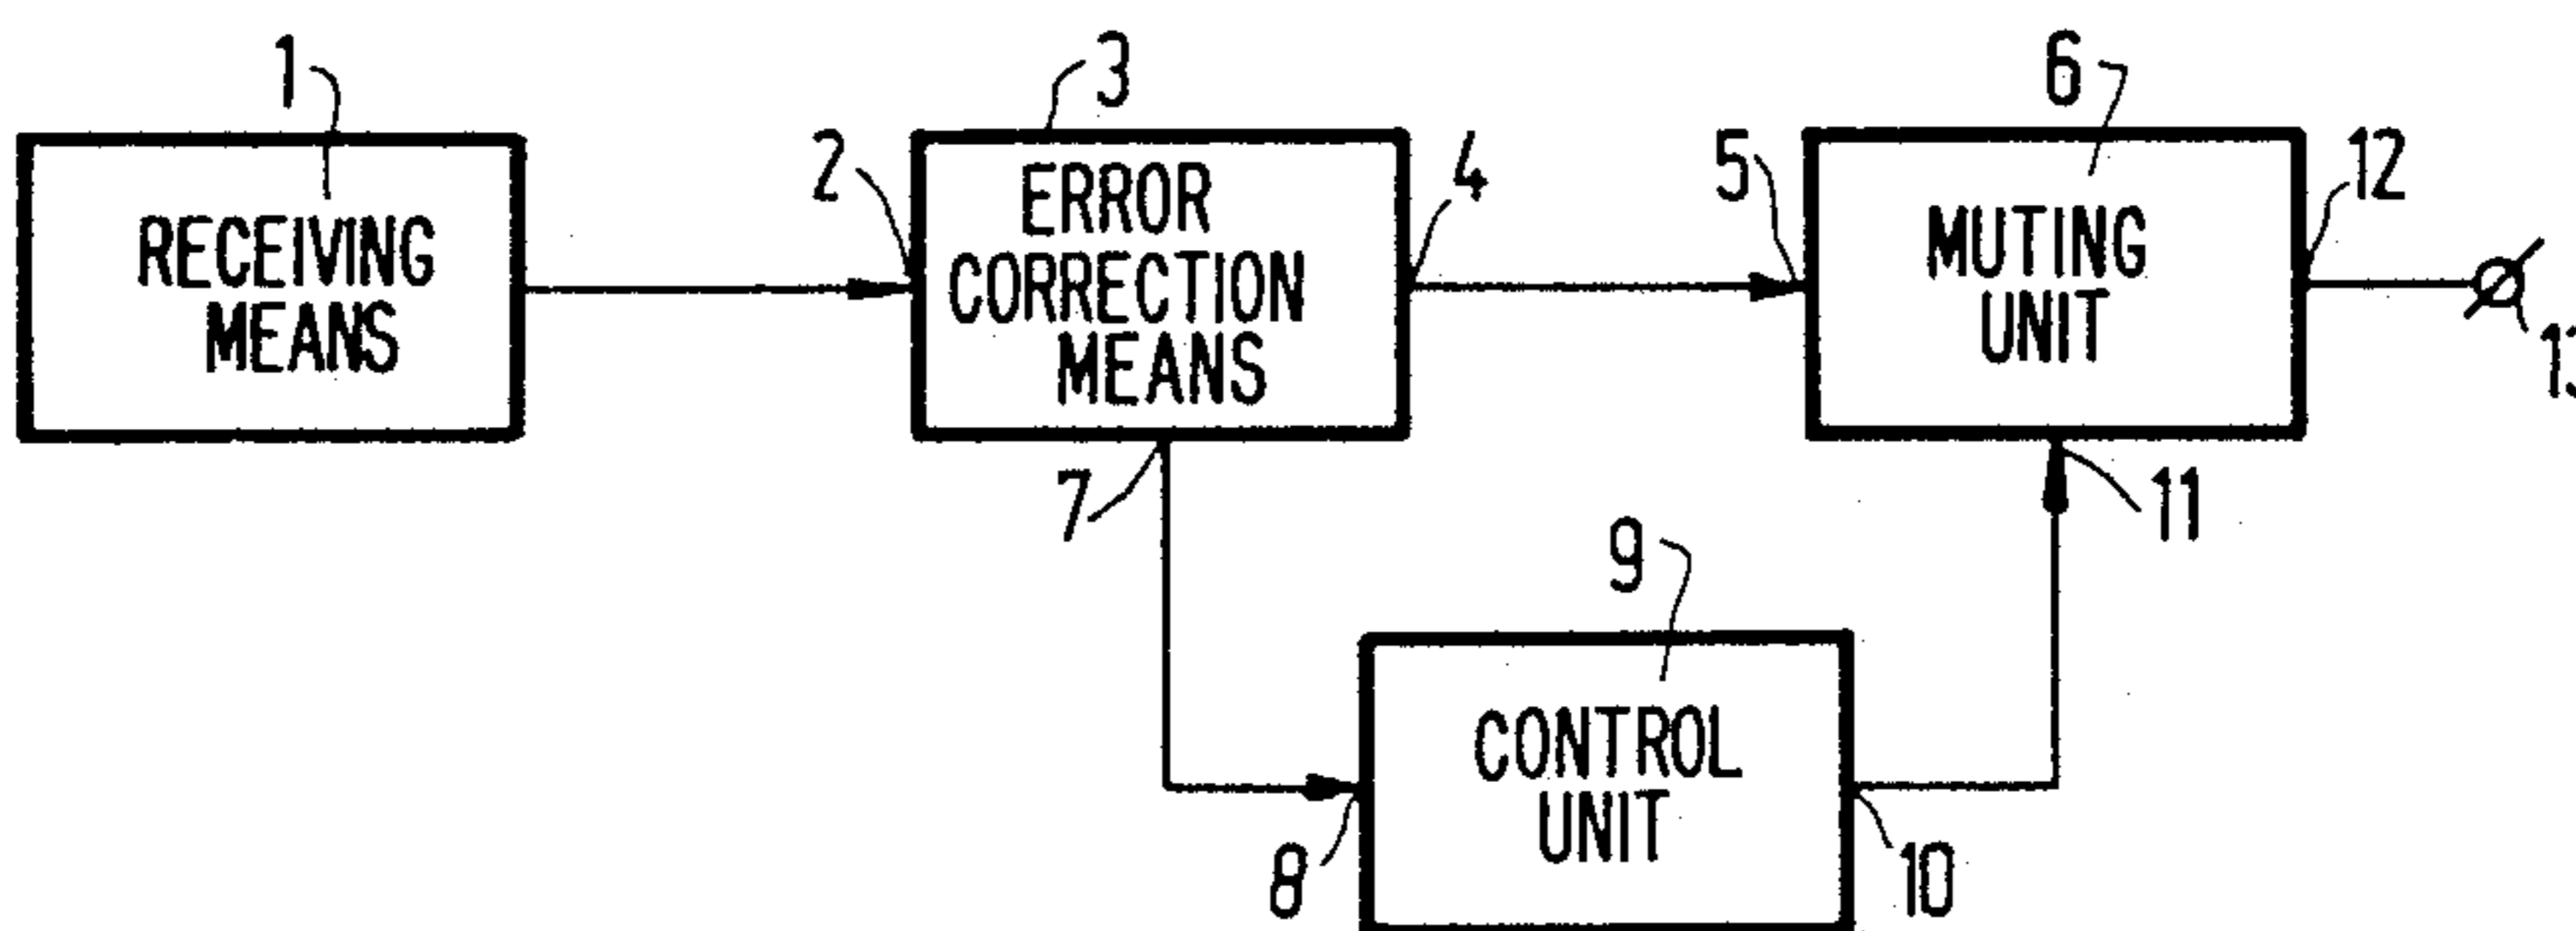 1
RECEIVING
MEANS
2
3
ERROR
CORRECTION
MEANS
4
5
6
MUTING
UNIT
12
7
11
9
CONTROL
UNIT
8
10